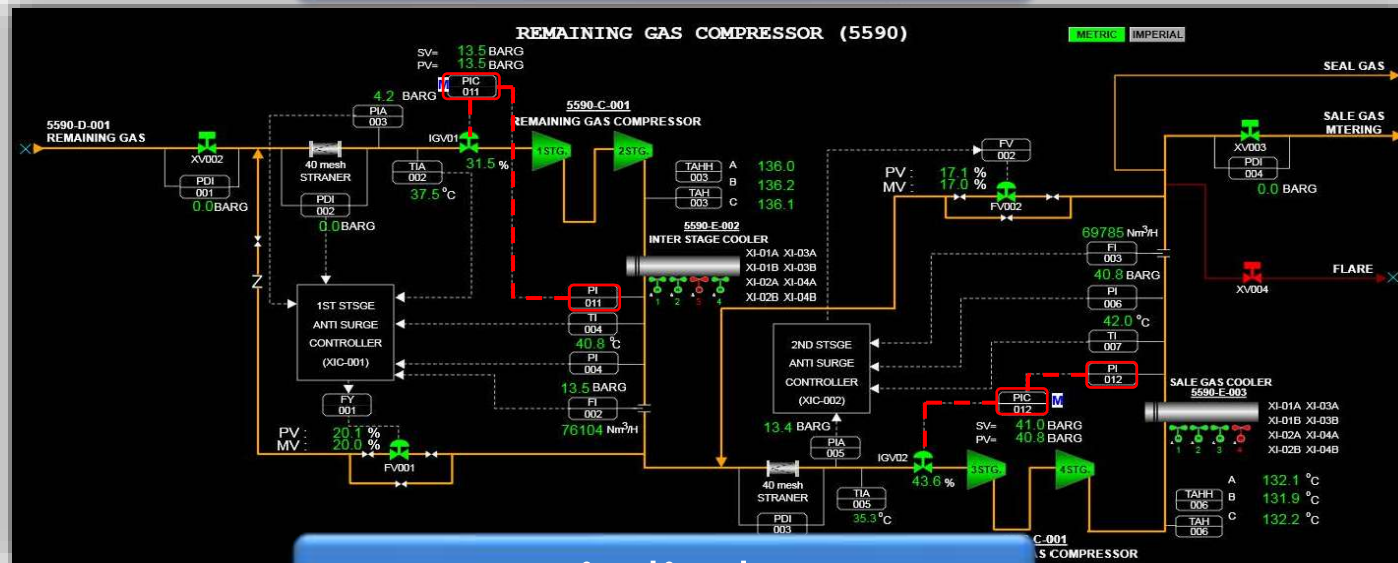 REMAINING GAS COMPRESSOR (5590)
METRIC IMPERIAL
SV= 13.5 BARG
PV= 13.5 BARG
PIC
011
M
4.2 BARG
PIA
003
5590-D-001
REMAINING GAS
XV002
PDI
001
0.0BARG
40 mesh
STRANER
PDI
002
0.0BARG
TIA
002
37.5 °C
IGV01
31.5 %
5590-C-001
REMAINING GAS COMPRESSOR
1STG.
2STG.
TAHH
003
TAH
003
A 136.0
B 136.2
C 136.1
5590-E-002
INTER STAGE COOLER
XI-01A XI-03A
XI-01B XI-03B
XI-02A XI-04A
XI-02B XI-04B
1 2 3 4
Z
1ST STSGE
ANTI SURGE
CONTROLLER
(XIC-001)
FY
001
PV : 20.1 %
MV : 20.0 %
FV001
PI
011
TI
004
40.8 °C
PI
004
13.5 BARG
FI
002
76104 Nm³/H
FV
002
PV : 17.1 %
MV : 17.0 %
FV002
SEAL GAS
SALE GAS
MTERING
XV003
PDI
004
0.0 BARG
FLARE
XV004
69785 Nm³/H
FI
003
40.8 BARG
PI
006
42.0 °C
TI
007
PI
012
2ND STSGE
ANTI SURGE
CONTROLLER
(XIC-002)
PIC
012
M
SV= 41.0 BARG
PV= 40.8 BARG
13.4 BARG
PIA
005
40 mesh
STRANER
PDI
003
TIA
005
35.3 °C
IGV02
43.6 %
3STG.
4STG.
SALE GAS COOLER
5590-E-003
XI-01A XI-03A
XI-01B XI-03B
XI-02A XI-04A
XI-02B XI-04B
1 2 3 4
TAHH
006
TAH
006
A 132.1 °C
B 131.9 °C
C 132.2 °C
C-001
S COMPRESSOR